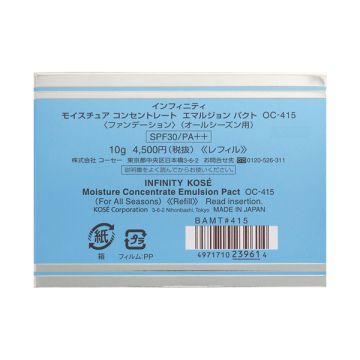 インフィニティ
モイスチュア コンセントレート エマルジョン パクト OC-415
〈ファンデーション〉〈オールシーズン用〉
SPF30/PA++
10g 4,500円(税抜)《レフィル》
株式会社 コーセー 東京都中央区日本橋3-6-2 お問合せ先 0120-526-311
説明書をよく読んでからお使いください。
INFINITY KOSÉ
Moisture Concentrate Emulsion Pact OC-415
(For All Seasons)《Refill》 Read insertion.
KOSÉ Corporation 3-6-2 Nihonbashi, Tokyo MADE IN JAPAN
BAMT#415
紙 プラ
箱 フィルム:PP
4971710 239614